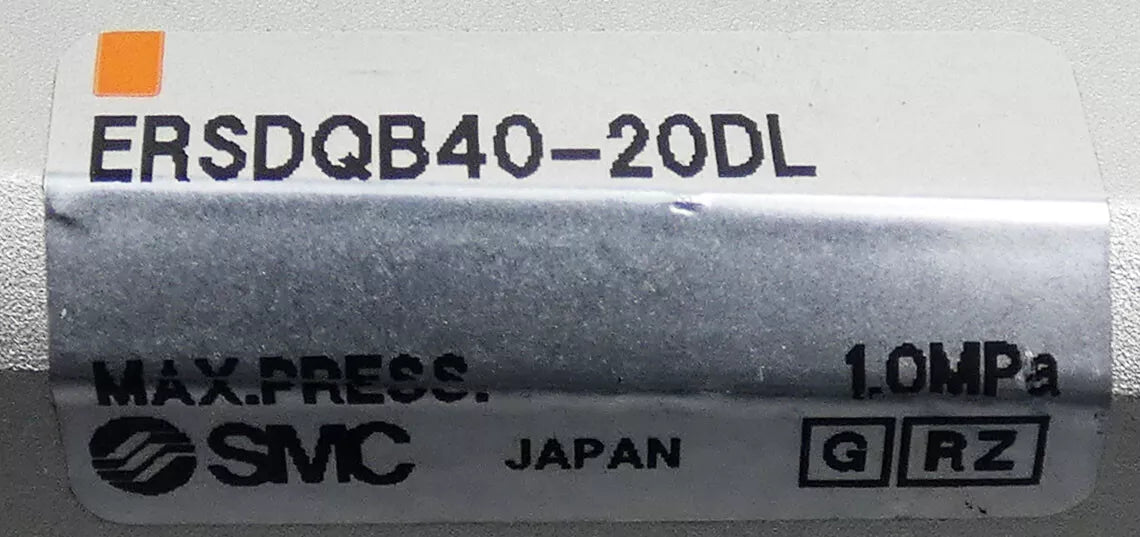 ERSDQB40-20DL
MAX.PRESS. 1.0MPa
SMC JAPAN G RZ